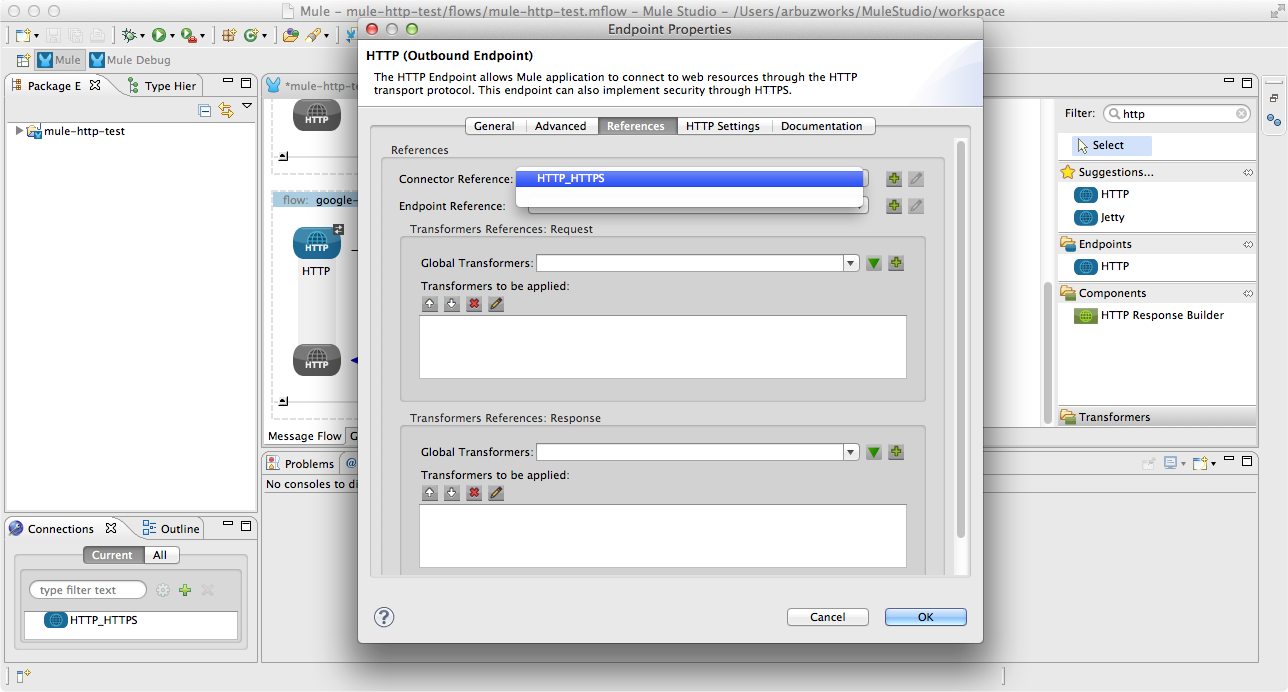 Mule – mule-http-test/flows/mule-http-test.mflow – Mule Studio – /Users/arbuzworks/MuleStudio/workspace
Mule
Mule Debug
Package E
Type Hier
mule-http-test
*mule-http-te
HTTP
flow: google-
HTTP
HTTP
HTTP
Message Flow
G
Problems
@
No consoles to di
Connections
Outline
Current
All
type filter text
HTTP_HTTPS
Endpoint Properties
HTTP (Outbound Endpoint)
The HTTP Endpoint allows Mule application to connect to web resources through the HTTP
transport protocol. This endpoint can also implement security through HTTPS.
General
Advanced
References
HTTP Settings
Documentation
References
Connector Reference:
HTTP_HTTPS
Endpoint Reference:
Transformers References: Request
Global Transformers:
Transformers to be applied:
Transformers References: Response
Global Transformers:
Transformers to be applied:
?
Cancel
OK
Filter:
http
Select
Suggestions...
HTTP
Jetty
Endpoints
HTTP
Components
HTTP Response Builder
Transformers